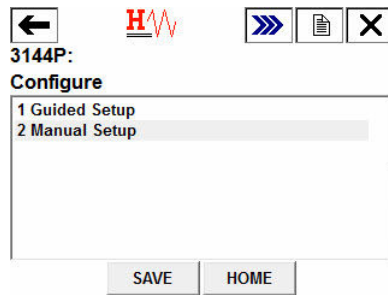 H
3144P:
Configure
1 Guided Setup
2 Manual Setup
SAVE HOME